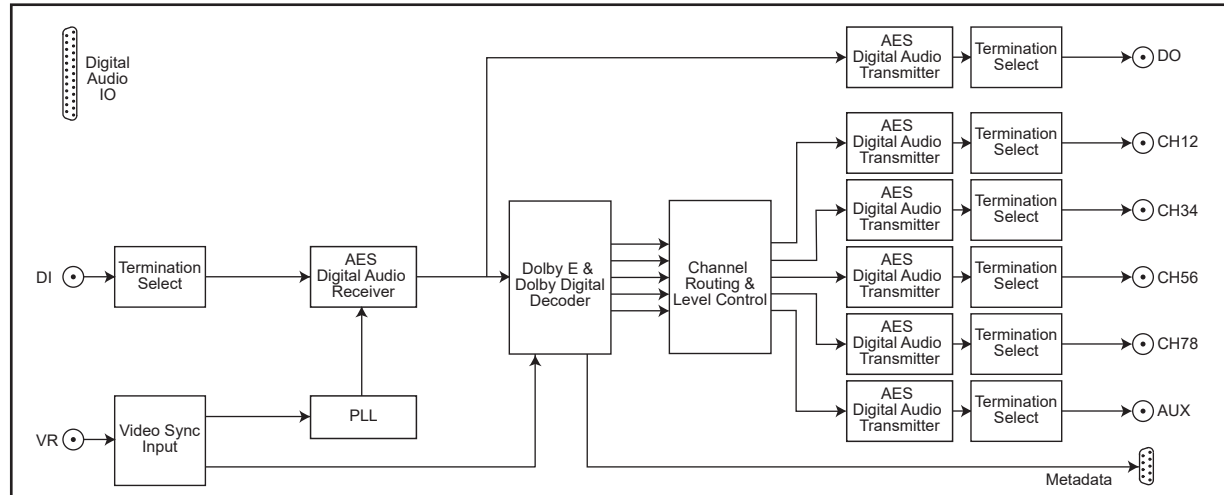 Digital
Audio
IO
AES
Digital Audio
Transmitter
Termination
Select
DO
AES
Digital Audio
Transmitter
Termination
Select
CH12
AES
Digital Audio
Transmitter
Termination
Select
CH34
DI
Termination
Select
AES
Digital Audio
Receiver
Dolby E &
Dolby Digital
Decoder
Channel
Routing &
Level Control
AES
Digital Audio
Transmitter
Termination
Select
CH56
AES
Digital Audio
Transmitter
Termination
Select
CH78
VR
Video Sync
Input
PLL
AES
Digital Audio
Transmitter
Termination
Select
AUX
Metadata